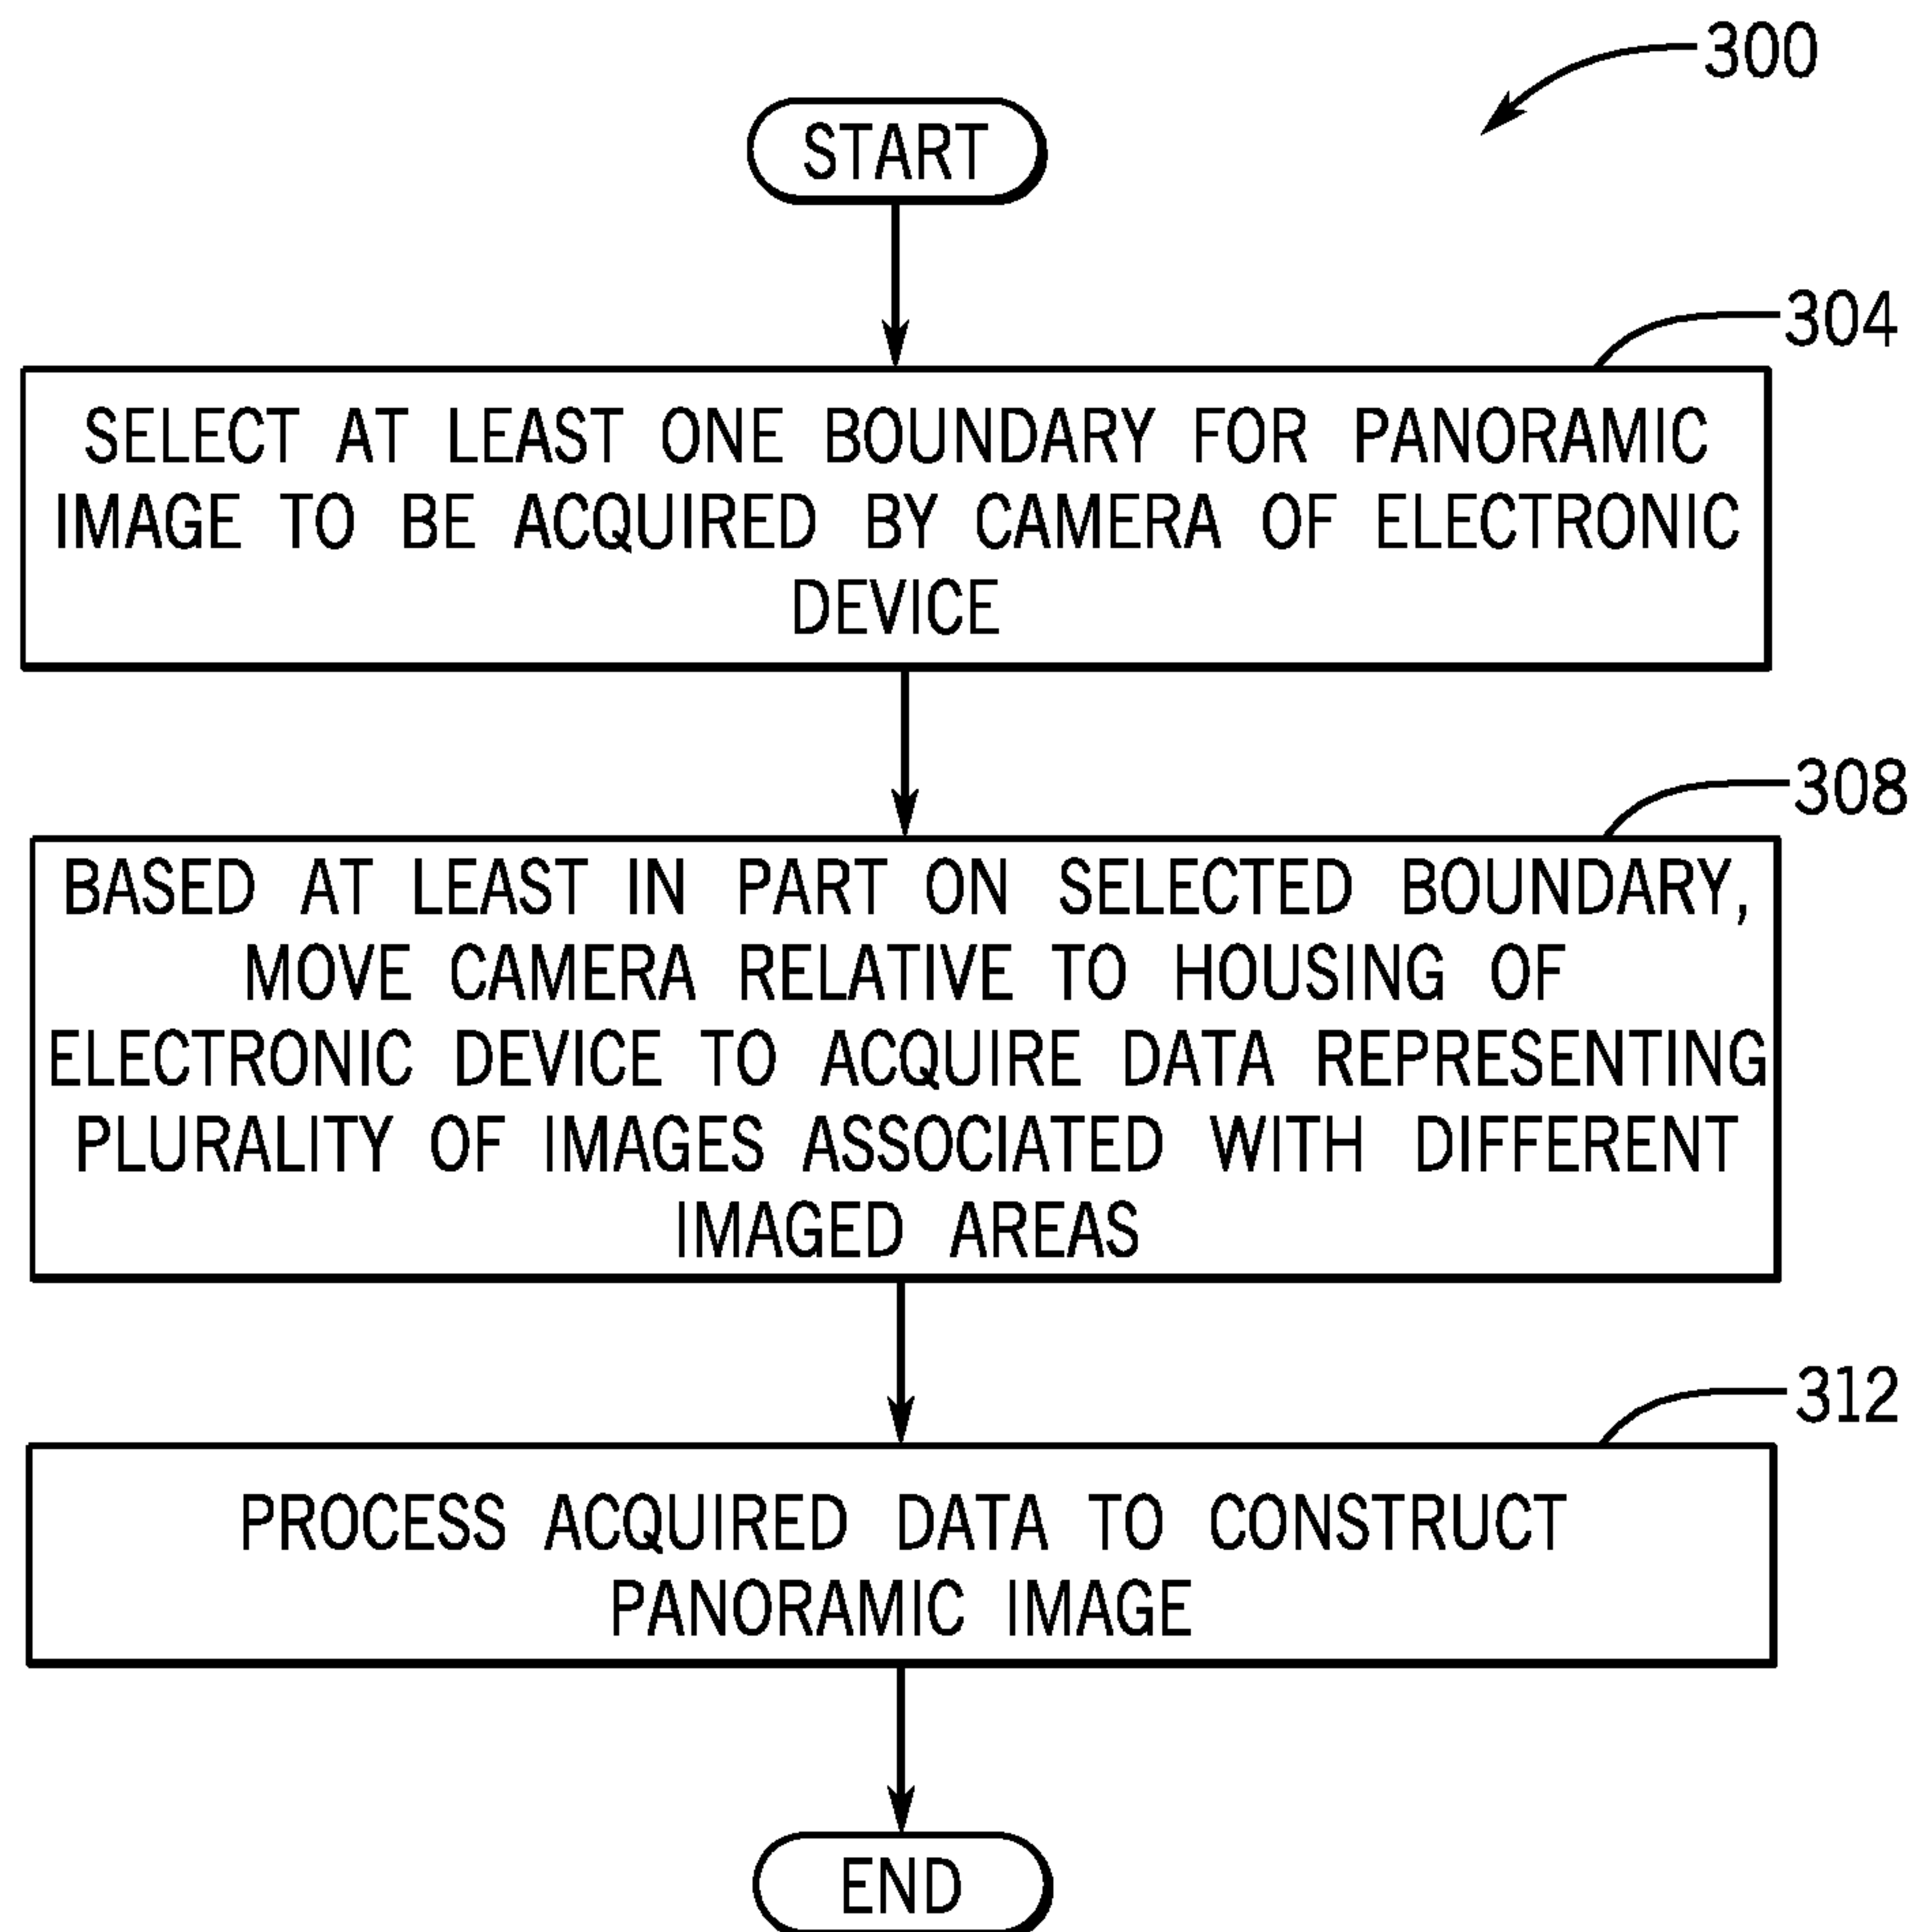 300
START
304
SELECT AT LEAST ONE BOUNDARY FOR PANORAMIC
IMAGE TO BE ACQUIRED BY CAMERA OF ELECTRONIC
DEVICE
308
BASED AT LEAST IN PART ON SELECTED BOUNDARY,
MOVE CAMERA RELATIVE TO HOUSING OF
ELECTRONIC DEVICE TO ACQUIRE DATA REPRESENTING
PLURALITY OF IMAGES ASSOCIATED WITH DIFFERENT
IMAGED AREAS
312
PROCESS ACQUIRED DATA TO CONSTRUCT
PANORAMIC IMAGE
END